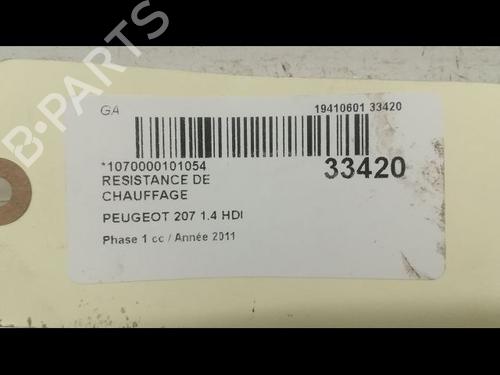 GA
19410601 33420
*1070000101054
33420
RESISTANCE DE
CHAUFFAGE
PEUGEOT 207 1.4 HDI
Phase 1 cc / Année 2011
B-PARTS